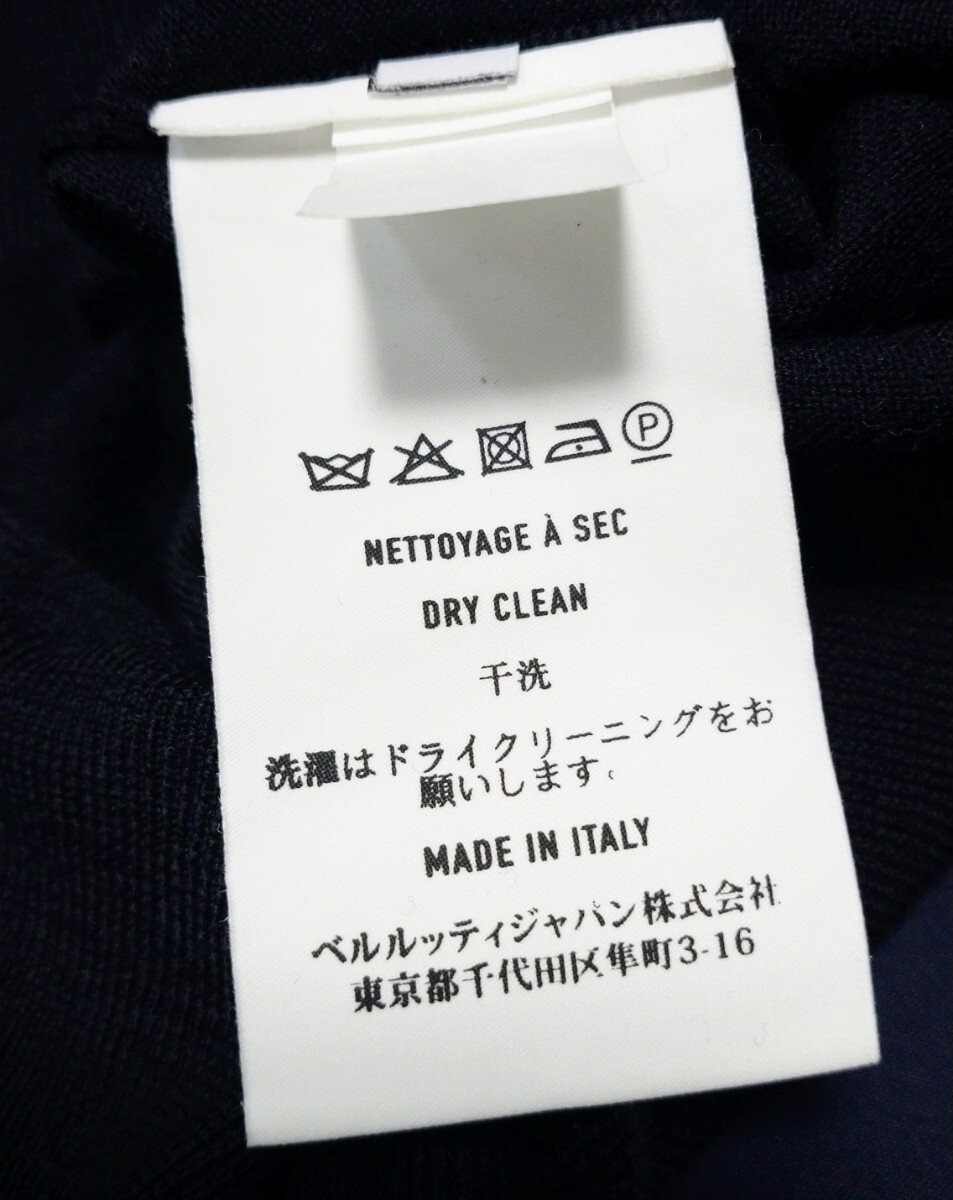 P
NETTOYAGE À SEC
DRY CLEAN
干洗
洗濯はドライクリーニングをお
願いします。
MADE IN ITALY
ベルルッティジャパン株式会社
東京都千代田区隼町3-16